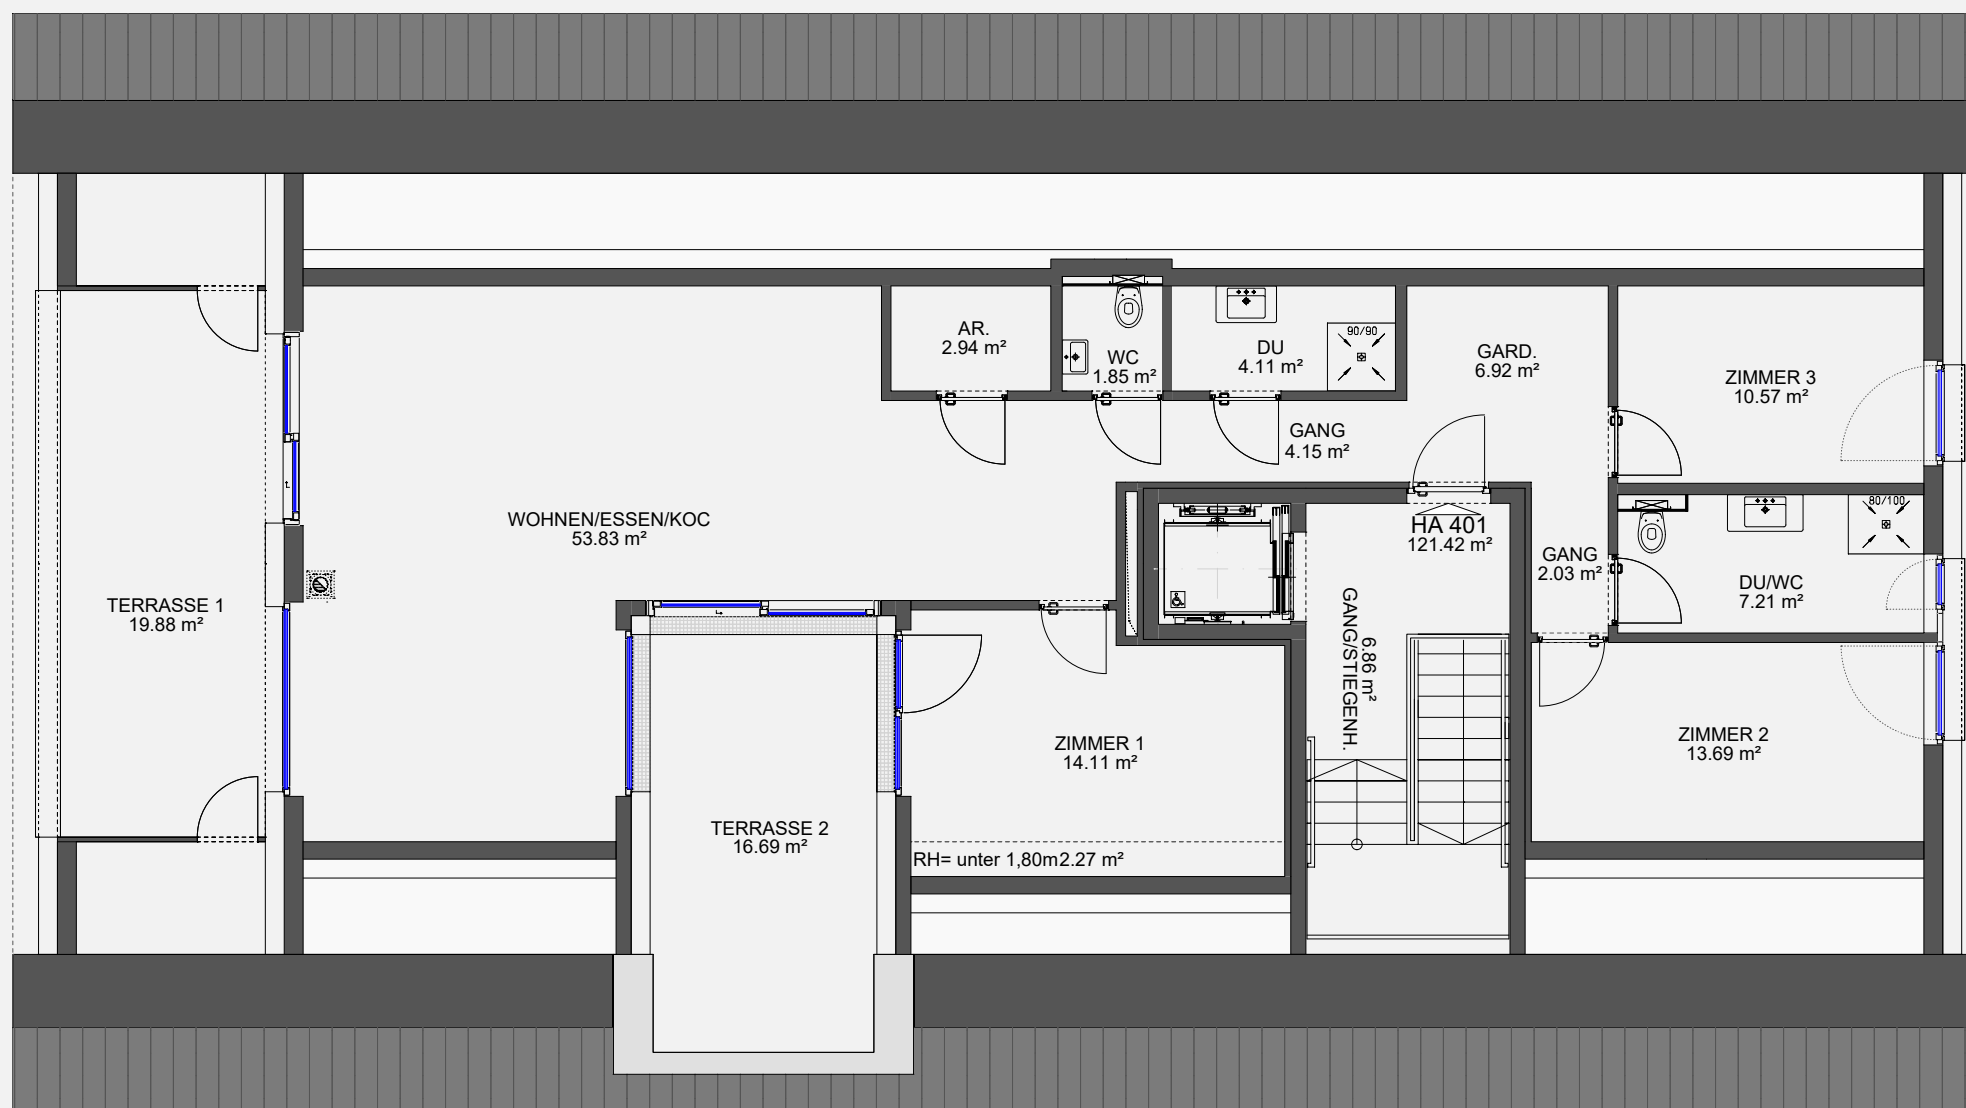 AR.
2.94 m²
WC
1.85 m²
DU
4.11 m²
90/90
GARD.
6.92 m²
ZIMMER 3
10.57 m²
GANG
4.15 m²
WOHNEN/ESSEN/KOC
53.83 m²
HA 401
121.42 m²
80/100
GANG
2.03 m²
DU/WC
7.21 m²
TERRASSE 1
19.88 m²
GANG/STIEGENH.
6.86 m²
ZIMMER 1
14.11 m²
ZIMMER 2
13.69 m²
TERRASSE 2
16.69 m²
RH= unter 1,80m2.27 m²